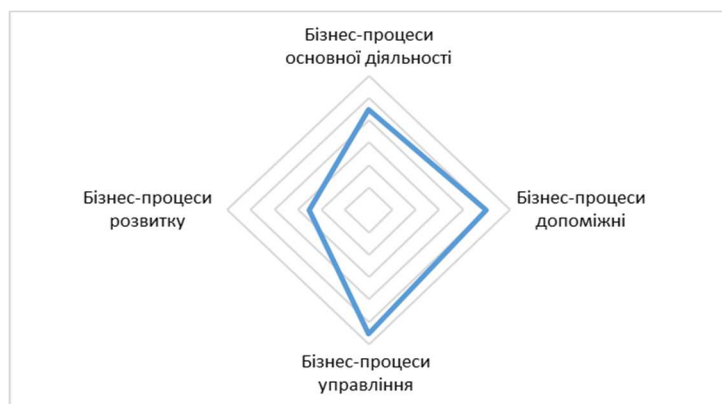 Бізнес-процеси
основної діяльності
Бізнес-процеси
розвитку
Бізнес-процеси
допоміжні
Бізнес-процеси
управління